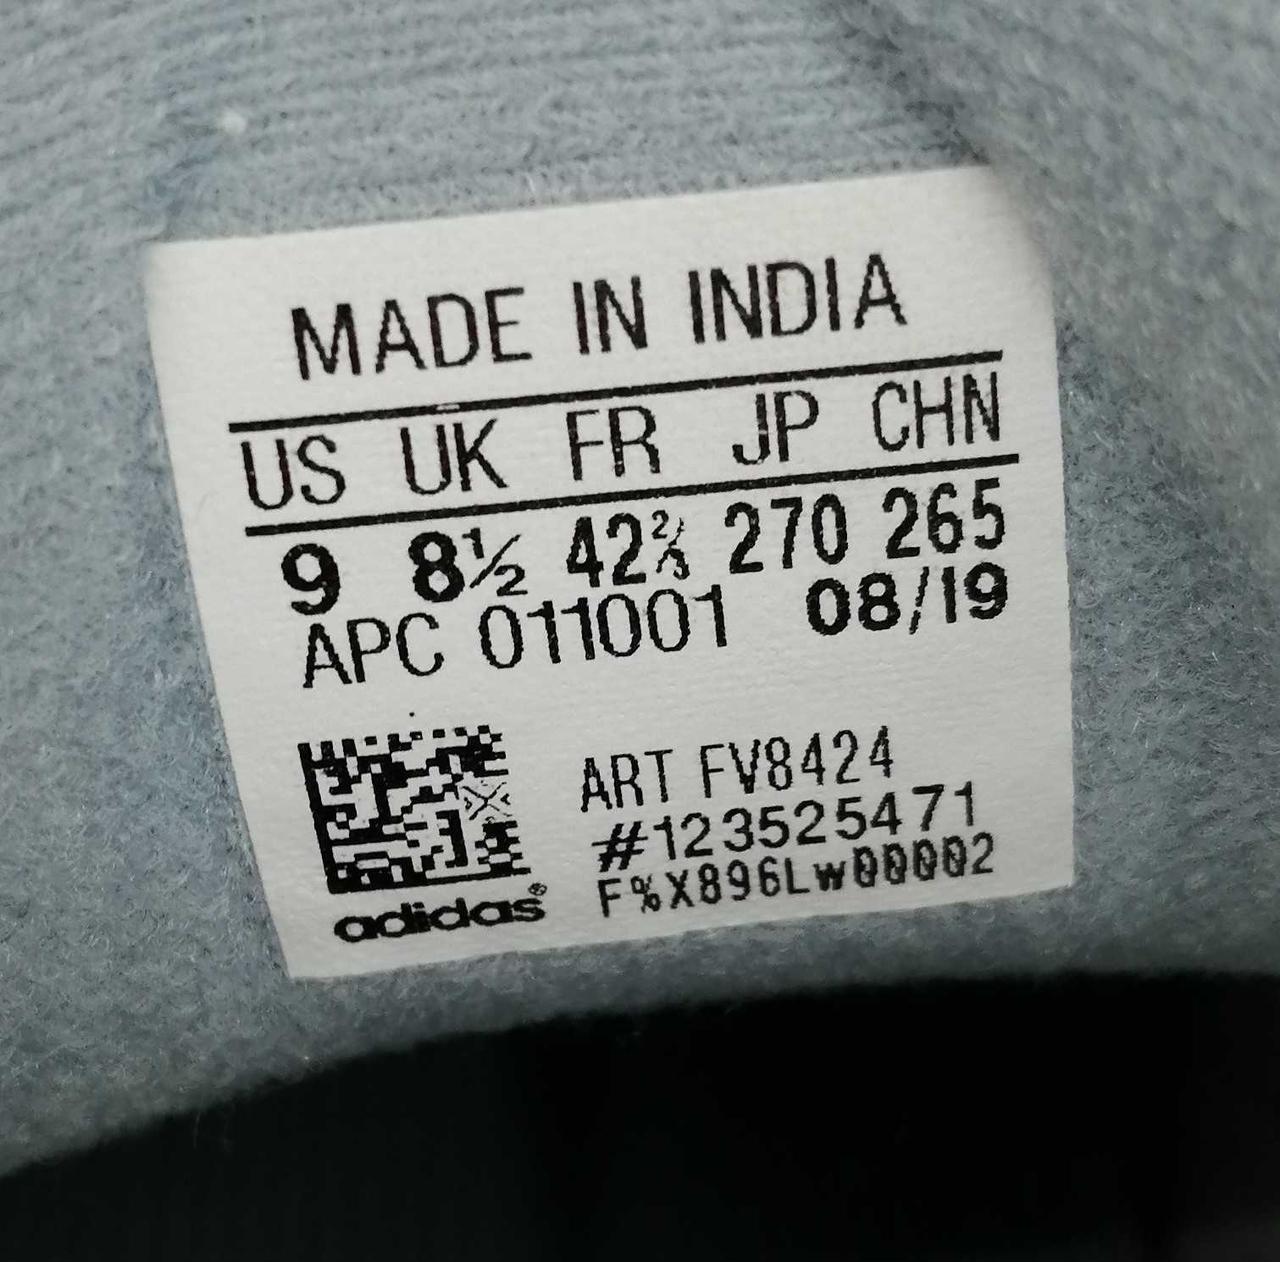 MADE IN INDIA
US UK FR JP CHN
9 8½ 42⅔ 270 265
APC 011001 08/19
ART FV8424
#123525471
F%X896Lw00002
adidas®